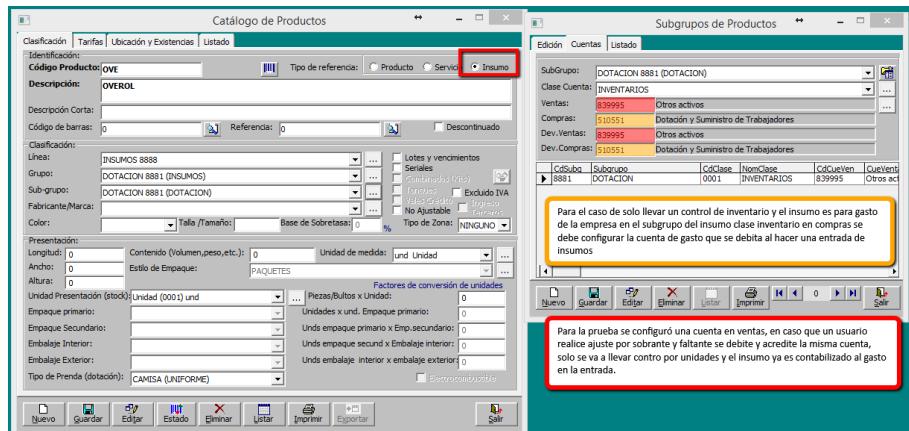 Catálogo de Productos
Clasificación Tarifas Ubicación y Existencias Listado
Identificación:
Código Producto: OVE Tipo de referencia: Producto Servicio Insumo
Descripción: OVEROL
Descripción Corta:
Código de barras: 0 Referencia: 0 Descontinuado
Clasificación:
Línea: INSUMOS 8888 ... Lotes y vencimientos
Seriales
Grupo: DOTACION 8881 (INSUMOS) ... Combinados (Kits)
Sub-grupo: DOTACION 8881 (DOTACION) ... Tanques Excluido IVA
Vales Crédito Ingreso Terceros
Fabricante/Marca: ... No Ajustable
Color: Talla /Tamaño: Base de Sobretasa: 0 % Tipo de Zona: NINGUNO
Presentación:
Longitud: 0 Contenido (Volumen,peso,etc.): 0 Unidad de medida: und Unidad ...
Ancho: 0 Estilo de Empaque: PAQUETES ...
Altura: 0 Factores de conversión de unidades
Unidad Presentación (stock): Unidad (0001) und ... Piezas/Bultos x Unidad: 0
Empaque primario: Unidades x und. Empaque primario: 0
Empaque Secundario: Unds empaque primario x Emp.secundario: 0
Embalaje Interior: Unds empaque secund x Embalaje interior: 0
Embalaje Exterior: Unds embalaje interior x embalaje exterior: 0
Tipo de Prenda (dotación): CAMISA (UNIFORME) Electrocombustible
Nuevo Guardar Editar Estado Eliminar Listar Imprimir Exportar Salir
Subgrupos de Productos
Edición Cuentas Listado
SubGrupo: DOTACION 8881 (DOTACION)
Clase Cuenta: INVENTARIOS ...
Ventas: 839995 Otros activos ...
Compras: 510551 Dotación y Suministro de Trabajadores
Dev.Ventas: 839995 Otros activos
Dev.Compras: 510551 Dotación y Suministro de Trabajadores
CdSubg Subgrupo CdClase NomClase CdCueVen CueVent
8881 DOTACION 0001 INVENTARIOS 839995 Otros act
Para el caso de solo llevar un control de inventario y el insumo es para gasto
de la empresa en el subgrupo del insumo clase inventario en compras se
debe configurar la cuenta de gasto que se debita al hacer una entrada de
insumos
Nuevo Guardar Editar Eliminar Listar Imprimir 0 Salir
Para la prueba se configuró una cuenta en ventas, en caso que un usuario
realice ajuste por sobrante y faltante se debite y acredite la misma cuenta,
solo se va a llevar contro por unidades y el insumo ya es contabilizado al gasto
en la entrada.